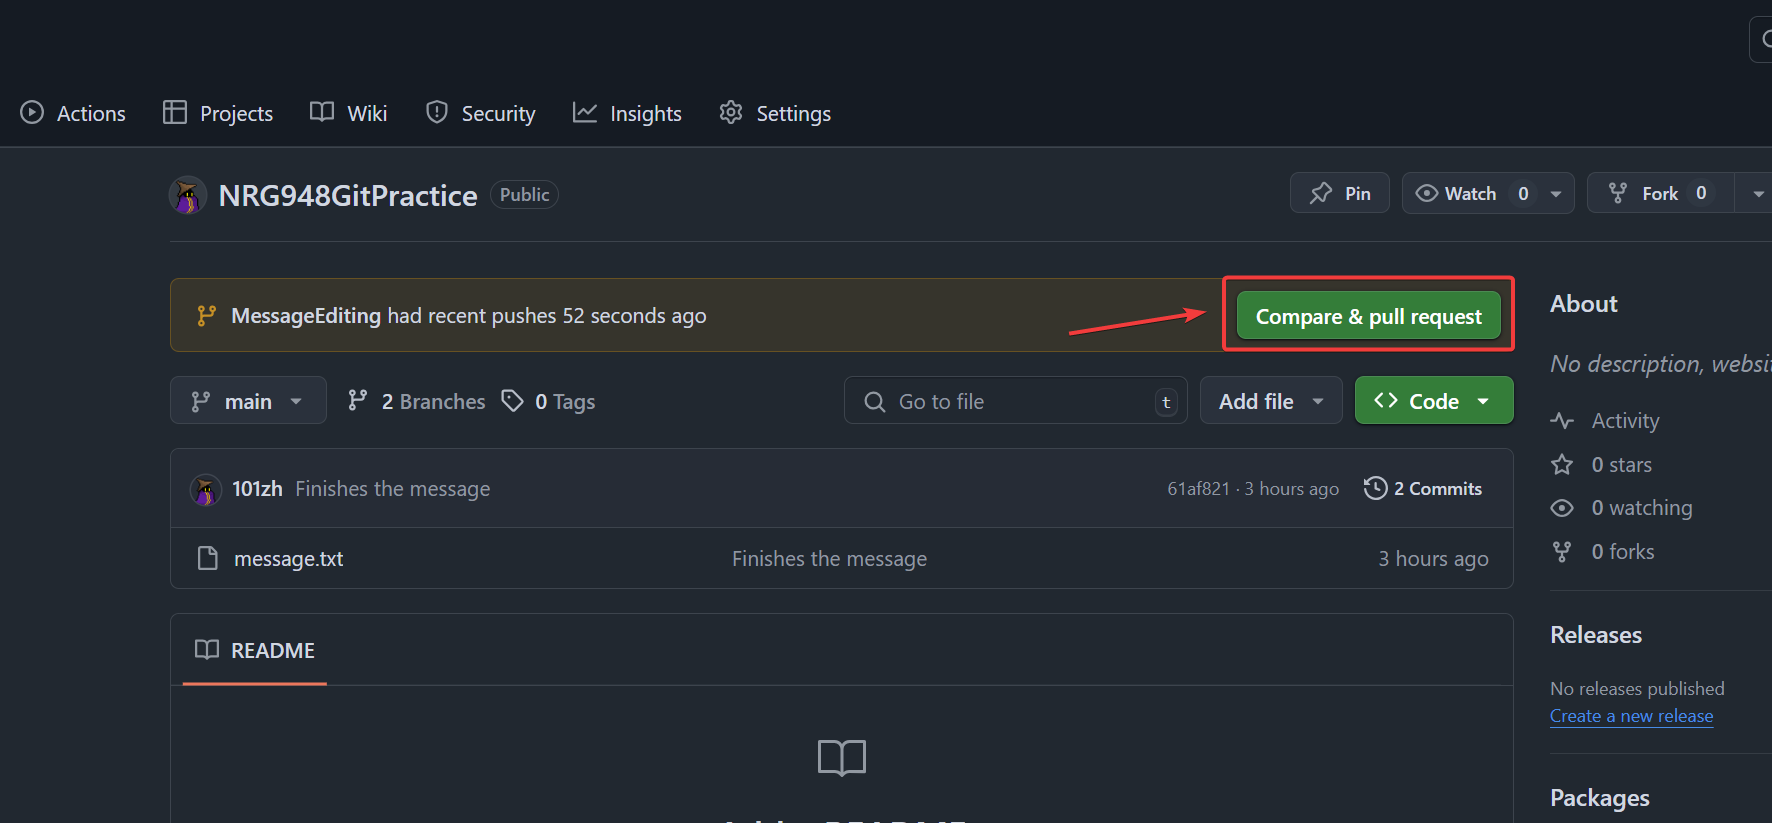 Actions Projects Wiki Security Insights Settings
NRG948GitPractice Public
Pin Watch 0 Fork 0
MessageEditing had recent pushes 52 seconds ago
Compare & pull request
main 2 Branches 0 Tags
Go to file t Add file Code
101zh Finishes the message 61af821 · 3 hours ago 2 Commits
message.txt Finishes the message 3 hours ago
README
About
No description,
Activity
0 stars
0 watching
0 forks
Releases
No releases published
Create a new release
Packages